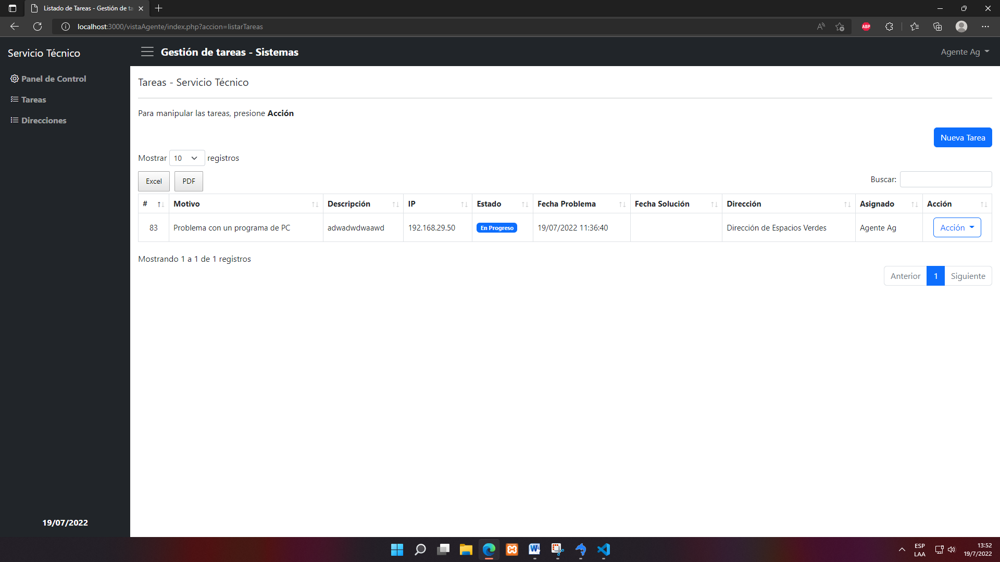 Listado de Tareas - Gestión de ta
localhost:3000/vistaAgente/index.php?accion=listarTareas
ABP
Servicio Técnico
Gestión de tareas - Sistemas
Agente Ag
Panel de Control
Tareas
Direcciones
Tareas - Servicio Técnico
Para manipular las tareas, presione Acción
Nueva Tarea
Mostrar 10 registros
Excel PDF
Buscar:
# Motivo Descripción IP Estado Fecha Problema Fecha Solución Dirección Asignado Acción
83 Problema con un programa de PC adwadwdwaawd 192.168.29.50 En Progreso 19/07/2022 11:36:40 Dirección de Espacios Verdes Agente Ag Acción
Mostrando 1 a 1 de 1 registros
Anterior 1 Siguiente
19/07/2022
ESP
LAA
13:52
19/7/2022